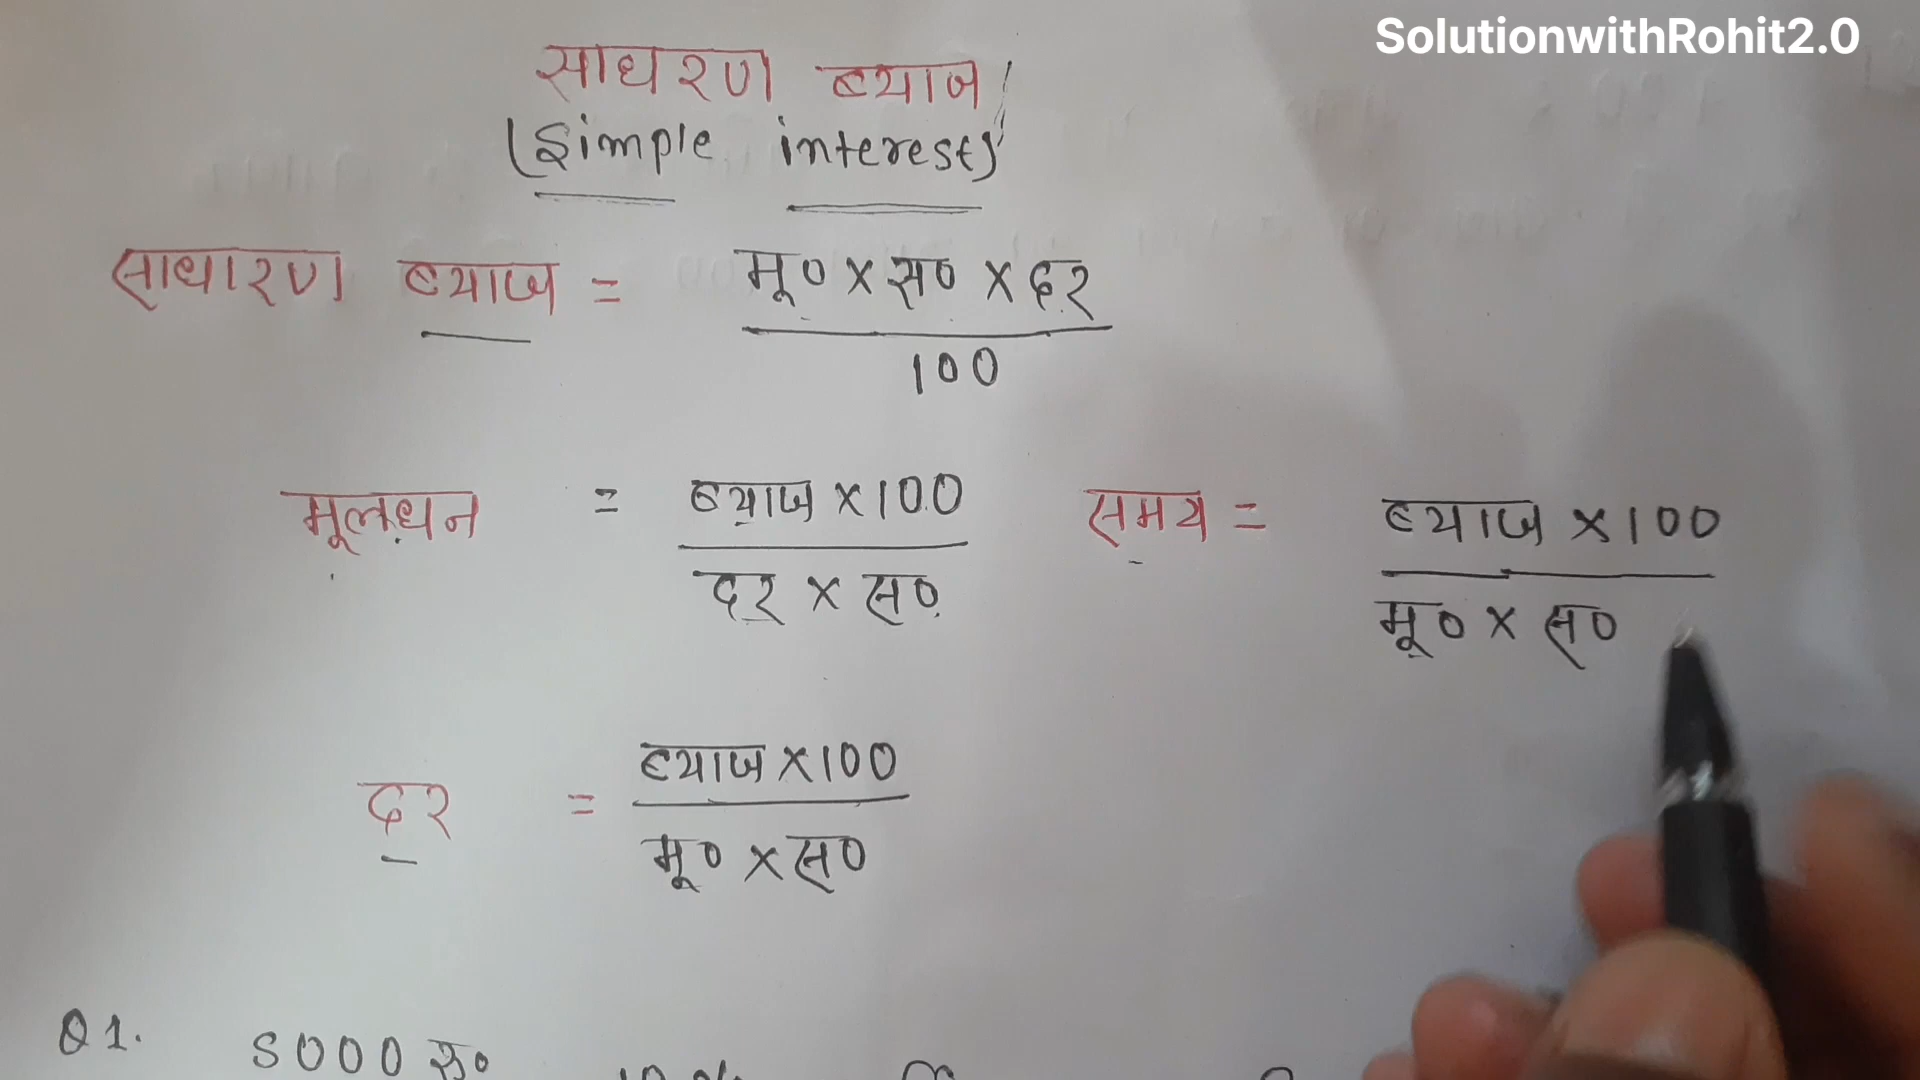 SolutionwithRohit2.0
साधरण ब्याज
(Simple interest)
साधारण ब्याज = मू० × स० × दर
100
मूलधन = ब्याज × 100
दर × स०
समय = ब्याज × 100
मू० × स०
दर = ब्याज × 100
मू० × स०
Q1. 5000 रु०